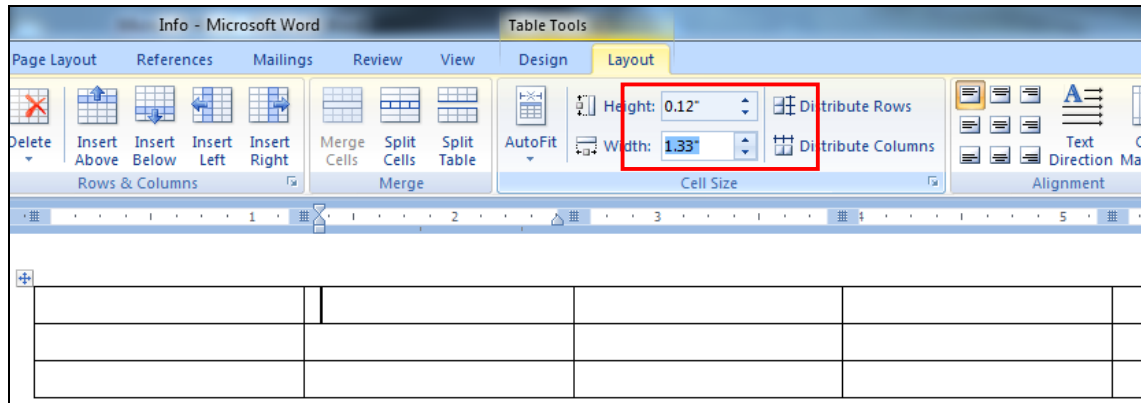 Info - Microsoft Word Table Tools
Page Layout References Mailings Review View Design Layout
Height: 0.12" Distribute Rows
Delete Insert Above Insert Below Insert Left Insert Right Merge Cells Split Cells Split Table AutoFit Width: 1.33" Distribute Columns Text Direction
Rows & Columns Merge Cell Size Alignment
1 2 3 4 5